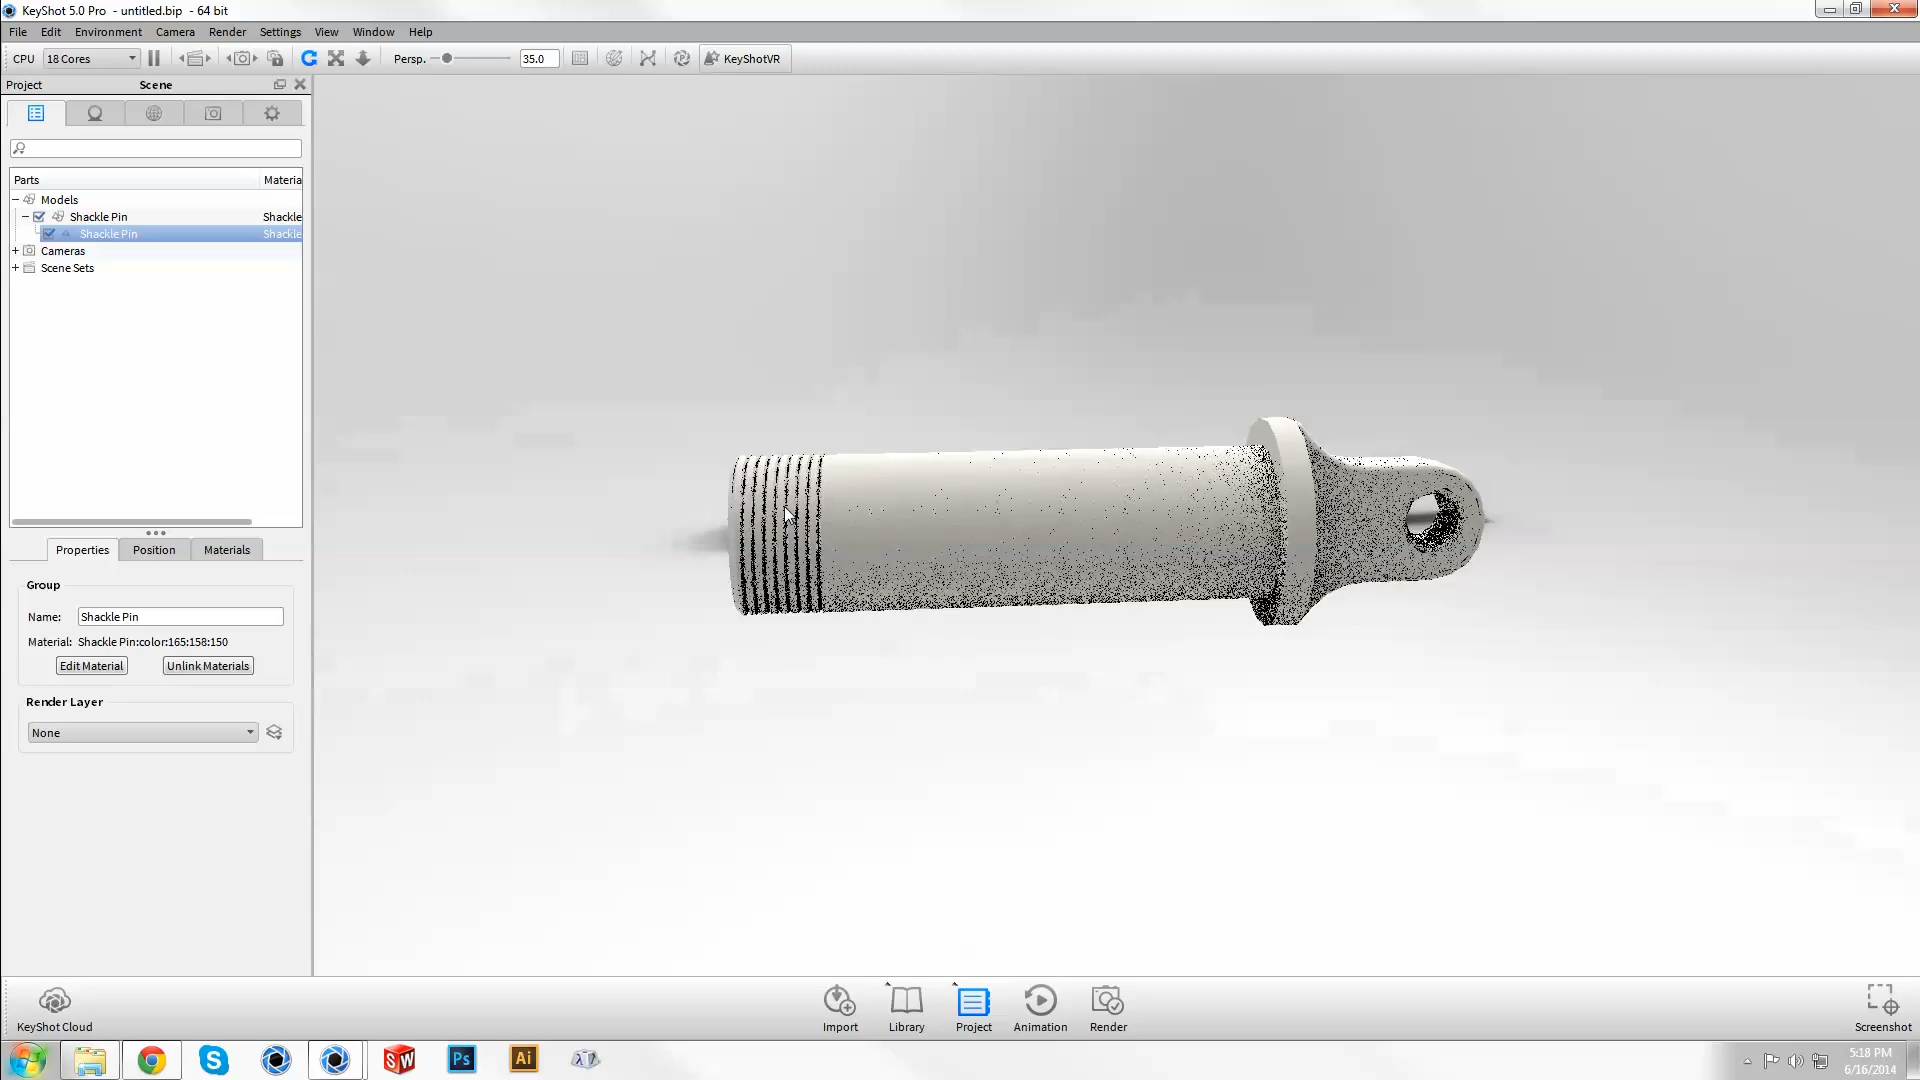 KeyShot 5.0 Pro - untitled.bip - 64 bit
File Edit Environment Camera Render Settings View Window Help
CPU 18 Cores Persp. 35.0 KeyShotVR
Project Scene
Parts Materia
Models
Shackle Pin Shackle
Shackle Pin Shackle
Cameras
Scene Sets
Properties Position Materials
Group
Name: Shackle Pin
Material: Shackle Pin:color:165:158:150
Edit Material Unlink Materials
Render Layer
None
KeyShot Cloud Import Library Project Animation Render Screenshot
S SW Ps Ai
5:18 PM
6/16/2014